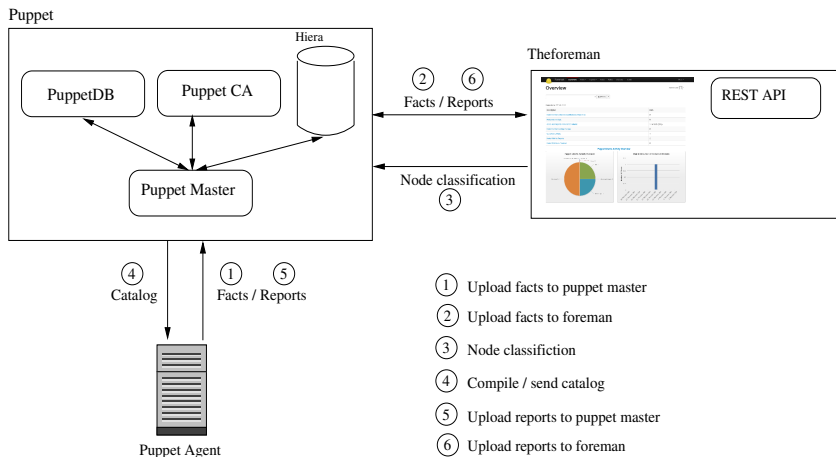 Puppet
Hiera
PuppetDB
Puppet CA
Puppet Master
2 6
Facts / Reports
Node classification
3
Theforeman
Overview
REST API
4
Catalog
1 5
Facts / Reports
Puppet Agent
1 Upload facts to puppet master
2 Upload facts to foreman
3 Node classifiction
4 Compile / send catalog
5 Upload reports to puppet master
6 Upload reports to foreman